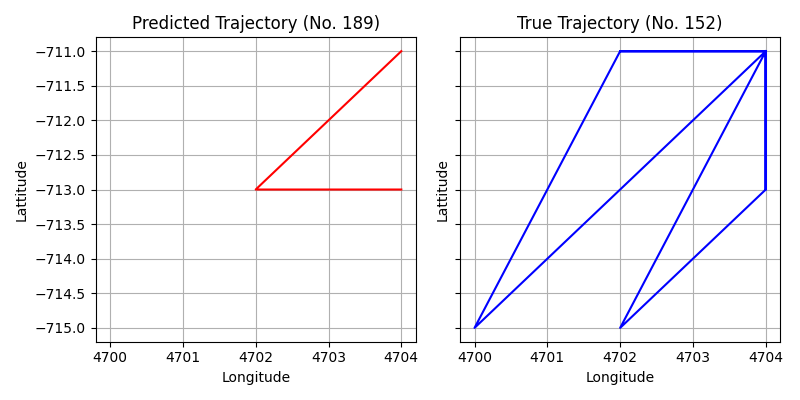 Predicted Trajectory (No. 189)
True Trajectory (No. 152)
Lattitude
−711.0
−711.5
−712.0
−712.5
−713.0
−713.5
−714.0
−714.5
−715.0
4700 4701 4702 4703 4704
Longitude
Lattitude
4700 4701 4702 4703 4704
Longitude